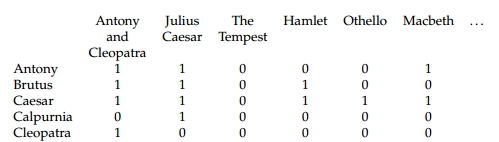 Antony Julius The Hamlet Othello Macbeth ...
and Caesar Tempest
Cleopatra
Antony 1 1 0 0 0 1
Brutus 1 1 0 1 0 0
Caesar 1 1 0 1 1 1
Calpurnia 0 1 0 0 0 0
Cleopatra 1 0 0 0 0 0